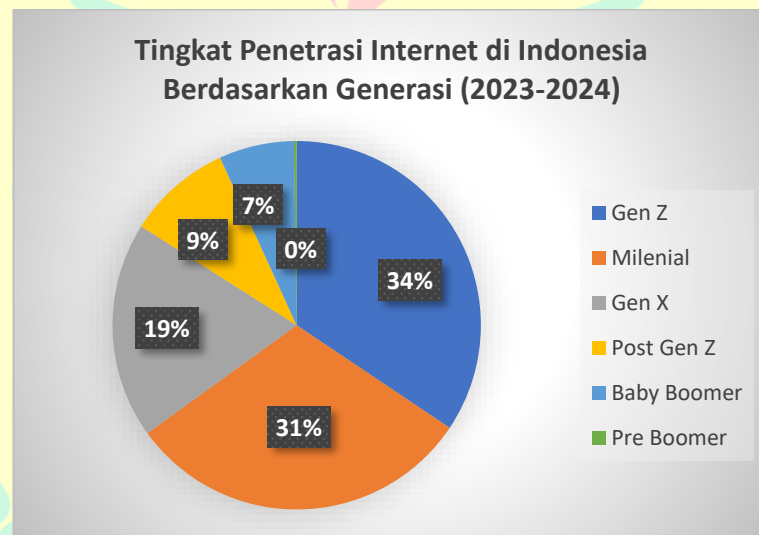 Tingkat Penetrasi Internet di Indonesia
Berdasarkan Generasi (2023-2024)
7%
9%
0%
34%
19%
31%
Gen Z
Milenial
Gen X
Post Gen Z
Baby Boomer
Pre Boomer